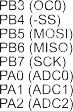 PB3 (OC0)
PB4 (-SS)
PB5 (MOSI)
PB6 (MISO)
PB7 (SCK)
PA0 (ADC0)
PA1 (ADC1)
PA2 (ADC2)